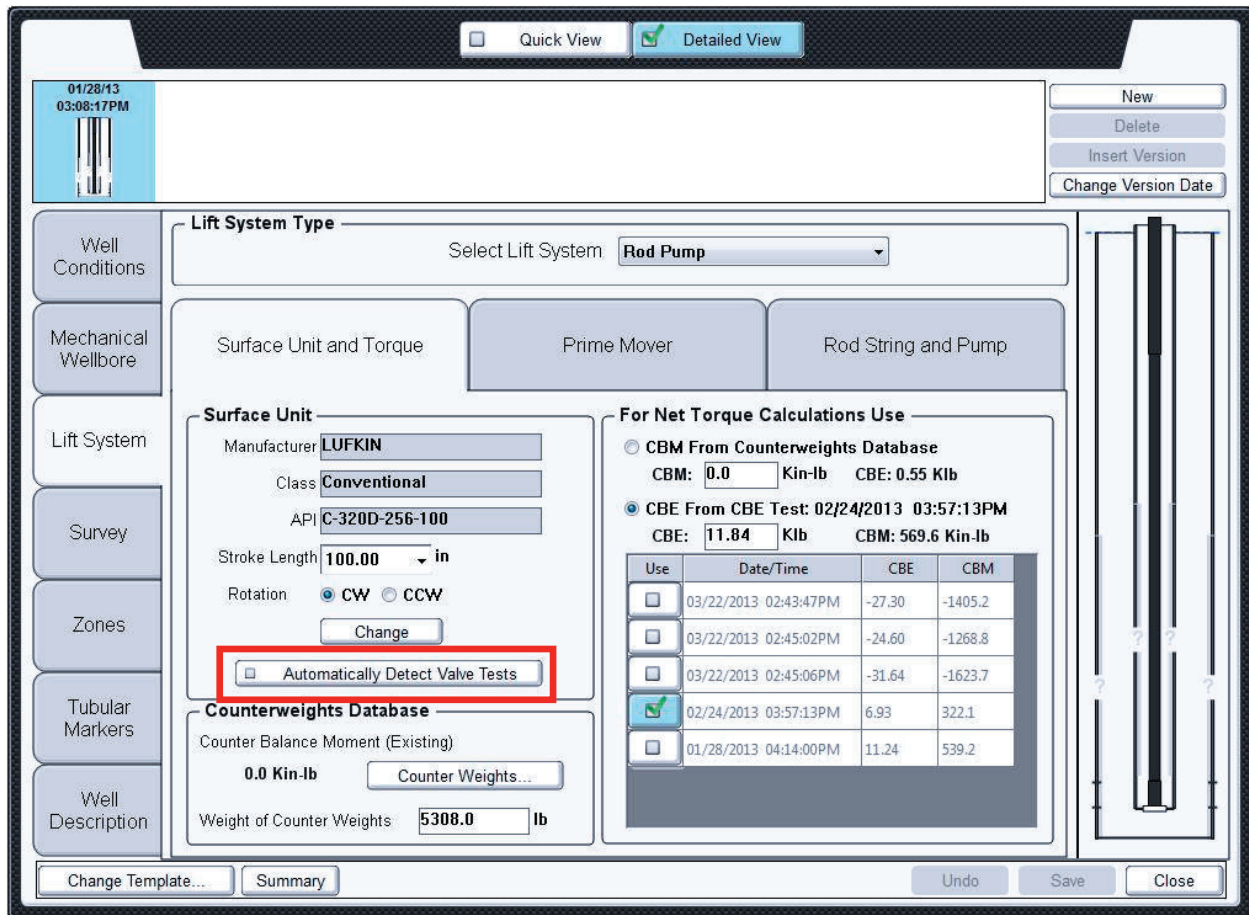 Quick View
Detailed View
01/28/13
03:08:17PM
New
Delete
Insert Version
Change Version Date
Well
Conditions
Mechanical
Wellbore
Lift System
Survey
Zones
Tubular
Markers
Well
Description
Lift System Type
Select Lift System Rod Pump
Surface Unit and Torque
Prime Mover
Rod String and Pump
Surface Unit
Manufacturer LUFKIN
Class Conventional
API C-320D-256-100
Stroke Length 100.00 in
Rotation CW CCW
Change
Automatically Detect Valve Tests
Counterweights Database
Counter Balance Moment (Existing)
0.0 Kin-lb Counter Weights...
Weight of Counter Weights 5308.0 lb
For Net Torque Calculations Use
CBM From Counterweights Database
CBM: 0.0 Kin-lb CBE: 0.55 Klb
CBE From CBE Test: 02/24/2013 03:57:13PM
CBE: 11.84 Klb CBM: 569.6 Kin-lb
Use Date/Time CBE CBM
03/22/2013 02:43:47PM -27.30 -1405.2
03/22/2013 02:45:02PM -24.60 -1268.8
03/22/2013 02:45:06PM -31.64 -1623.7
02/24/2013 03:57:13PM 6.93 322.1
01/28/2013 04:14:00PM 11.24 539.2
? ?
? ?
Change Template... Summary Undo Save Close